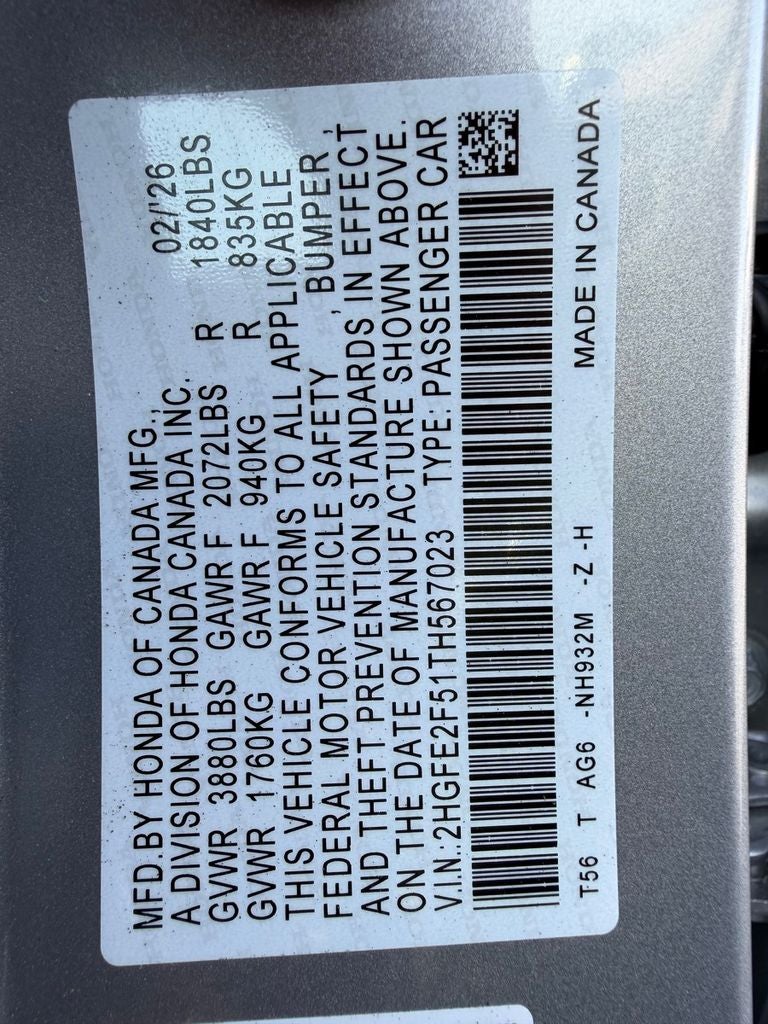 MFD.BY HONDA OF CANADA MFG., 02/'26
A DIVISION OF HONDA CANADA INC.
GVWR 3880LBS GAWR F 2072LBS R 1840LBS
GVWR 1760KG GAWR F 940KG R 835KG
THIS VEHICLE CONFORMS TO ALL APPLICABLE
FEDERAL MOTOR VEHICLE SAFETY , BUMPER ,
AND THEFT PREVENTION STANDARDS IN EFFECT
ON THE DATE OF MANUFACTURE SHOWN ABOVE.
V.I.N.:2HGFE2F51TH567023 TYPE: PASSENGER CAR
T56 T AG6 -NH932M -Z -H MADE IN CANADA